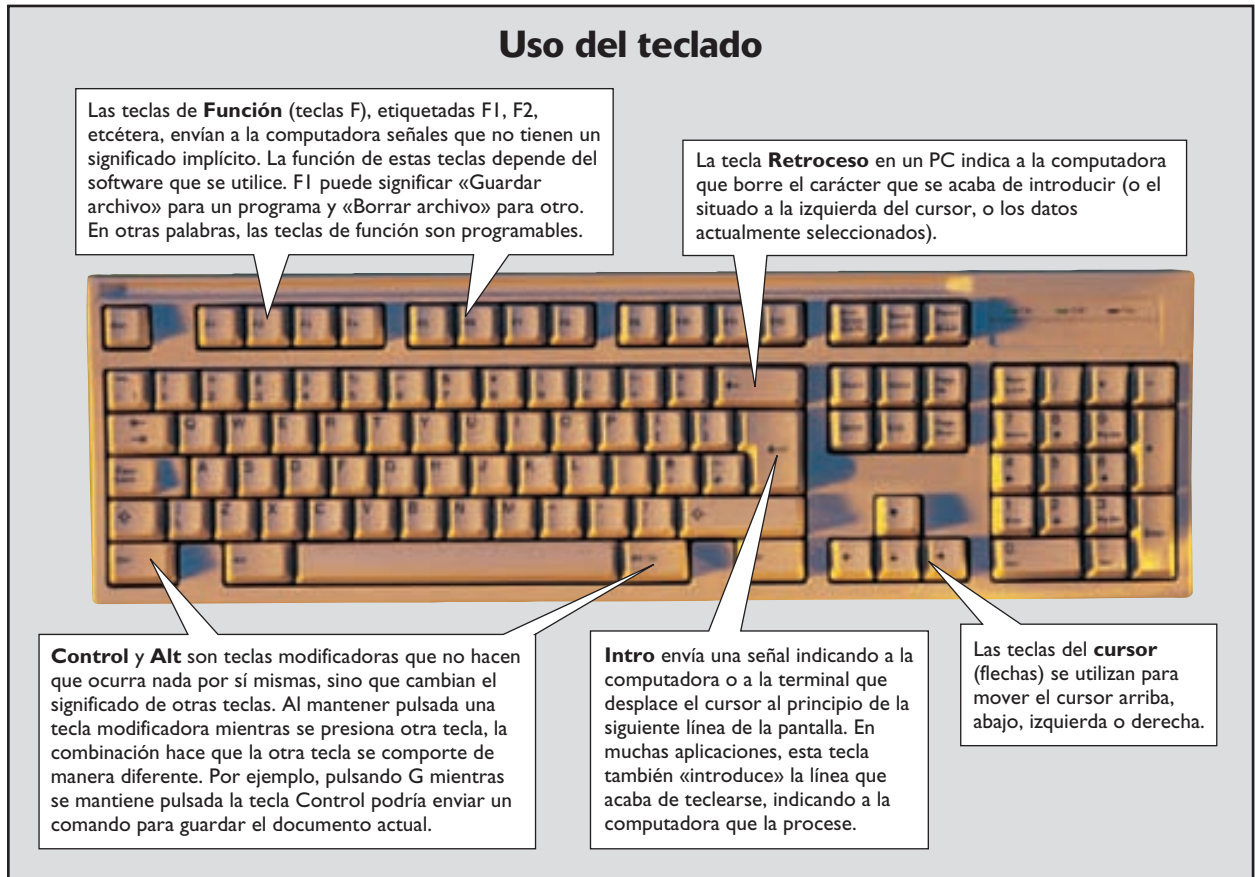 Uso del teclado
Las teclas de Función (teclas F), etiquetadas F1, F2,
etcétera, envían a la computadora señales que no tienen un
significado implícito. La función de estas teclas depende del
software que se utilice. F1 puede significar «Guardar
archivo» para un programa y «Borrar archivo» para otro.
En otras palabras, las teclas de función son programables.
La tecla Retroceso en un PC indica a la computadora
que borre el carácter que se acaba de introducir (o el
situado a la izquierda del cursor, o los datos
actualmente seleccionados).
Control y Alt son teclas modificadoras que no hacen
que ocurra nada por sí mismas, sino que cambian el
significado de otras teclas. Al mantener pulsada una
tecla modificadora mientras se presiona otra tecla, la
combinación hace que la otra tecla se comporte de
manera diferente. Por ejemplo, pulsando G mientras
se mantiene pulsada la tecla Control podría enviar un
comando para guardar el documento actual.
Intro envía una señal indicando a la
computadora o a la terminal que
desplace el cursor al principio de la
siguiente línea de la pantalla. En
muchas aplicaciones, esta tecla
también «introduce» la línea que
acaba de teclearse, indicando a la
computadora que la procese.
Las teclas del cursor
(flechas) se utilizan para
mover el cursor arriba,
abajo, izquierda o derecha.